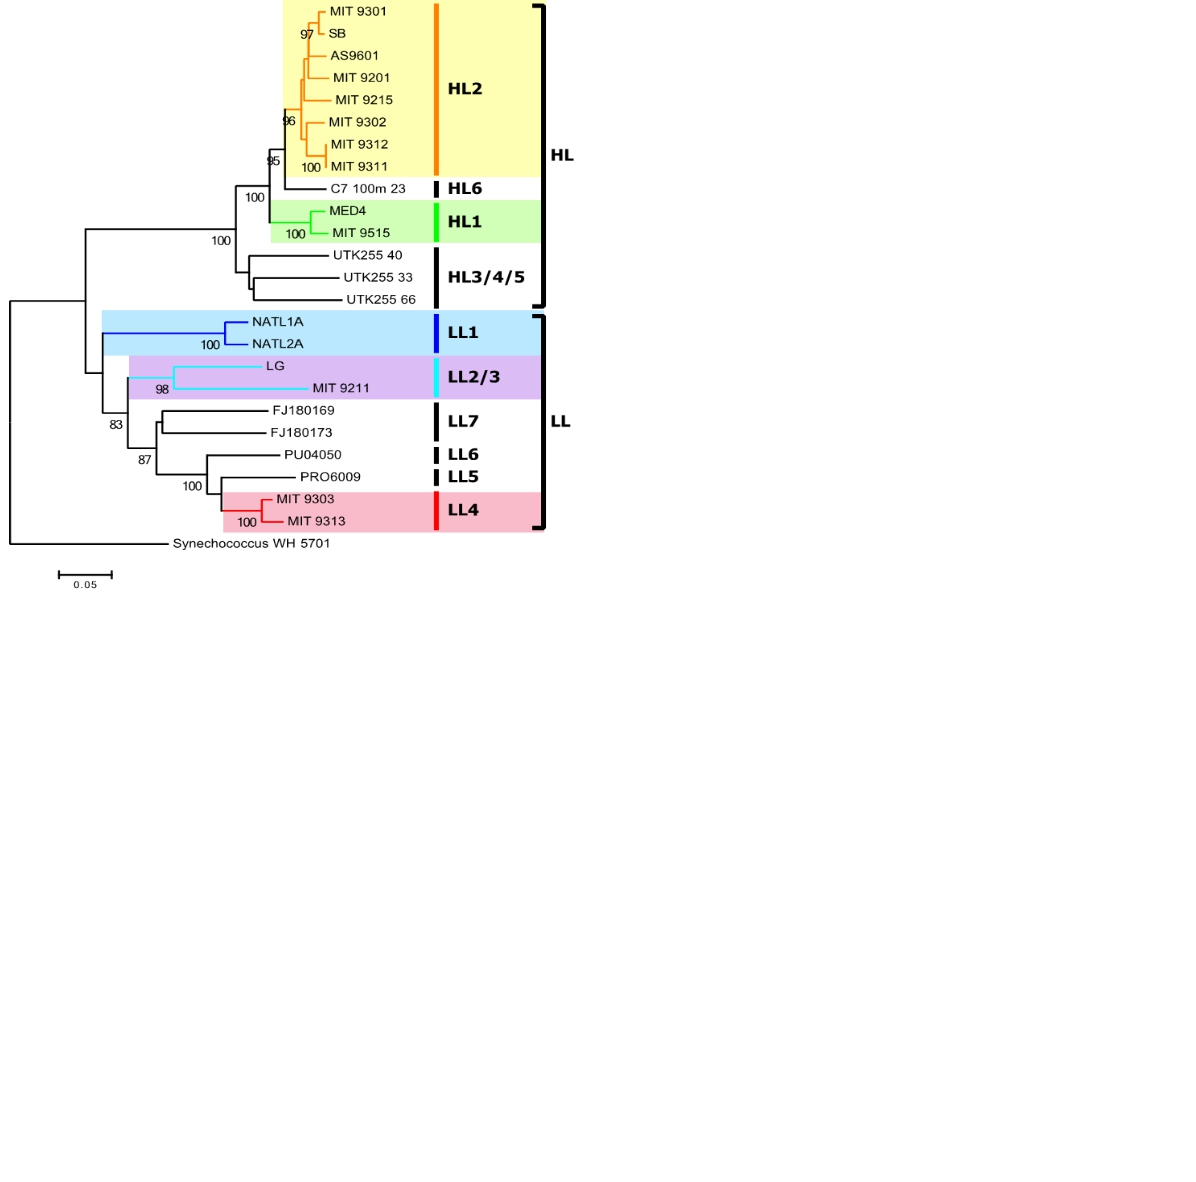 MIT 9301
97
SB
AS9601
MIT 9201
HL2
MIT 9215
96
MIT 9302
MIT 9312
HL
95
100
MIT 9311
C7 100m 23
HL6
100
MED4
HL1
100
MIT 9515
100
UTK255 40
UTK255 33
HL3/4/5
UTK255 66
NATL1A
LL1
100
NATL2A
LG
LL2/3
98
MIT 9211
FJ180169
LL7
LL
83
FJ180173
PU04050
LL6
87
PRO6009
LL5
100
MIT 9303
LL4
100
MIT 9313
Synechococcus WH 5701
0.05